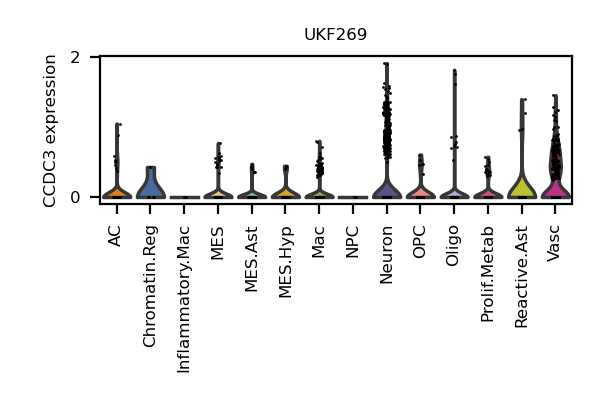 UKF269
CCDC3 expression
2
0
AC
Chromatin.Reg
Inflammatory.Mac
MES
MES.Ast
MES.Hyp
Mac
NPC
Neuron
OPC
Oligo
Prolif.Metab
Reactive.Ast
Vasc